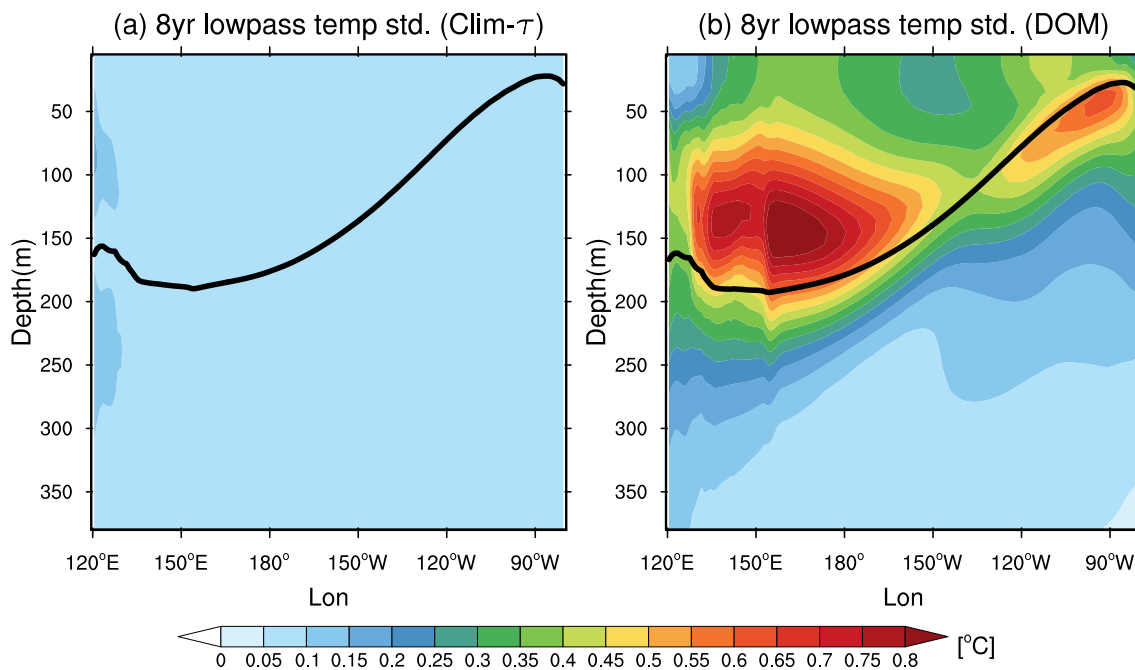 (a) 8yr lowpass temp std. (Clim-τ)
50
100
150
200
250
300
350
Depth(m)
120°E 150°E 180° 150°W 120°W 90°W
Lon
(b) 8yr lowpass temp std. (DOM)
50
100
150
200
250
300
350
Depth(m)
120°E 150°E 180° 150°W 120°W 90°W
Lon
0 0.05 0.1 0.15 0.2 0.25 0.3 0.35 0.4 0.45 0.5 0.55 0.6 0.65 0.7 0.75 0.8 [°C]